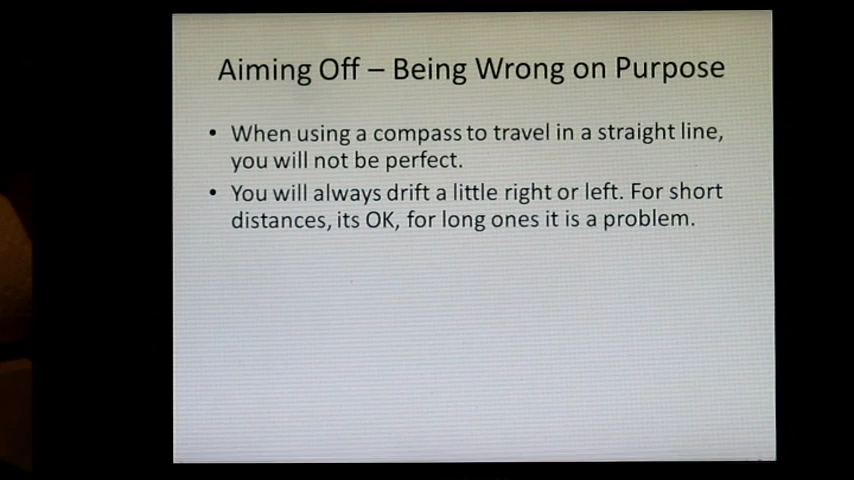 Aiming Off – Being Wrong on Purpose
• When using a compass to travel in a straight line,
you will not be perfect.
• You will always drift a little right or left. For short
distances, its OK, for long ones it is a problem.